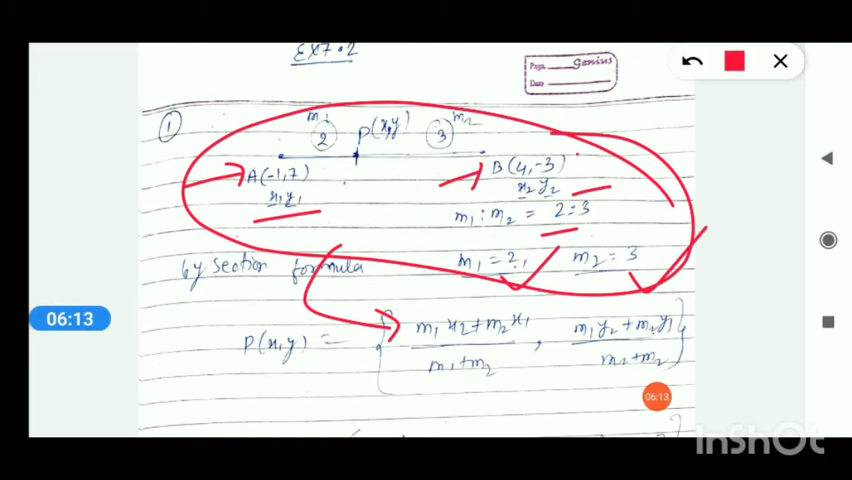 EX7.2
Page Genius
Date
1
m1 m2
2 P(x,y) 3
A(-1,7) B(4,-3)
x1y1 x2 y2
m1:m2 = 2:3
by section formula m1=2, m2=3
06:13
P(x,y) = { m1x2+m2x1 / m1+m2 , m1y2+m2y1 / m1+m2 }
06:13
InShOt